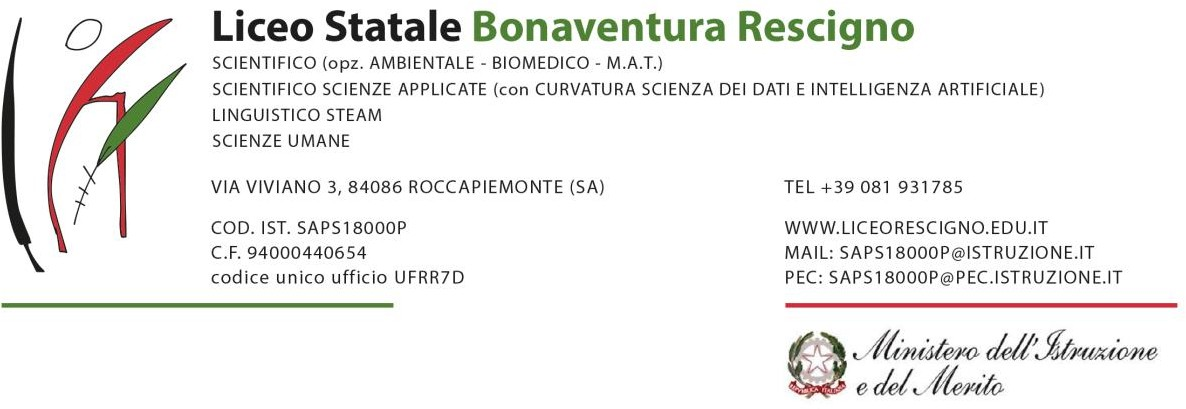 Liceo Statale Bonaventura Rescigno
SCIENTIFICO (opz. AMBIENTALE - BIOMEDICO - M.A.T.)
SCIENTIFICO SCIENZE APPLICATE (con CURVATURA SCIENZA DEI DATI E INTELLIGENZA ARTIFICIALE)
LINGUISTICO STEAM
SCIENZE UMANE
VIA VIVIANO 3, 84086 ROCCAPIEMONTE (SA)
TEL +39 081 931785
COD. IST. SAPS18000P
WWW.LICEORESCIGNO.EDU.IT
C.F. 94000440654
MAIL: SAPS18000P@ISTRUZIONE.IT
codice unico ufficio UFRR7D
PEC: SAPS18000P@PEC.ISTRUZIONE.IT
Ministero dell'Istruzione
e del Merito
REPVBBLICA ITALIANA